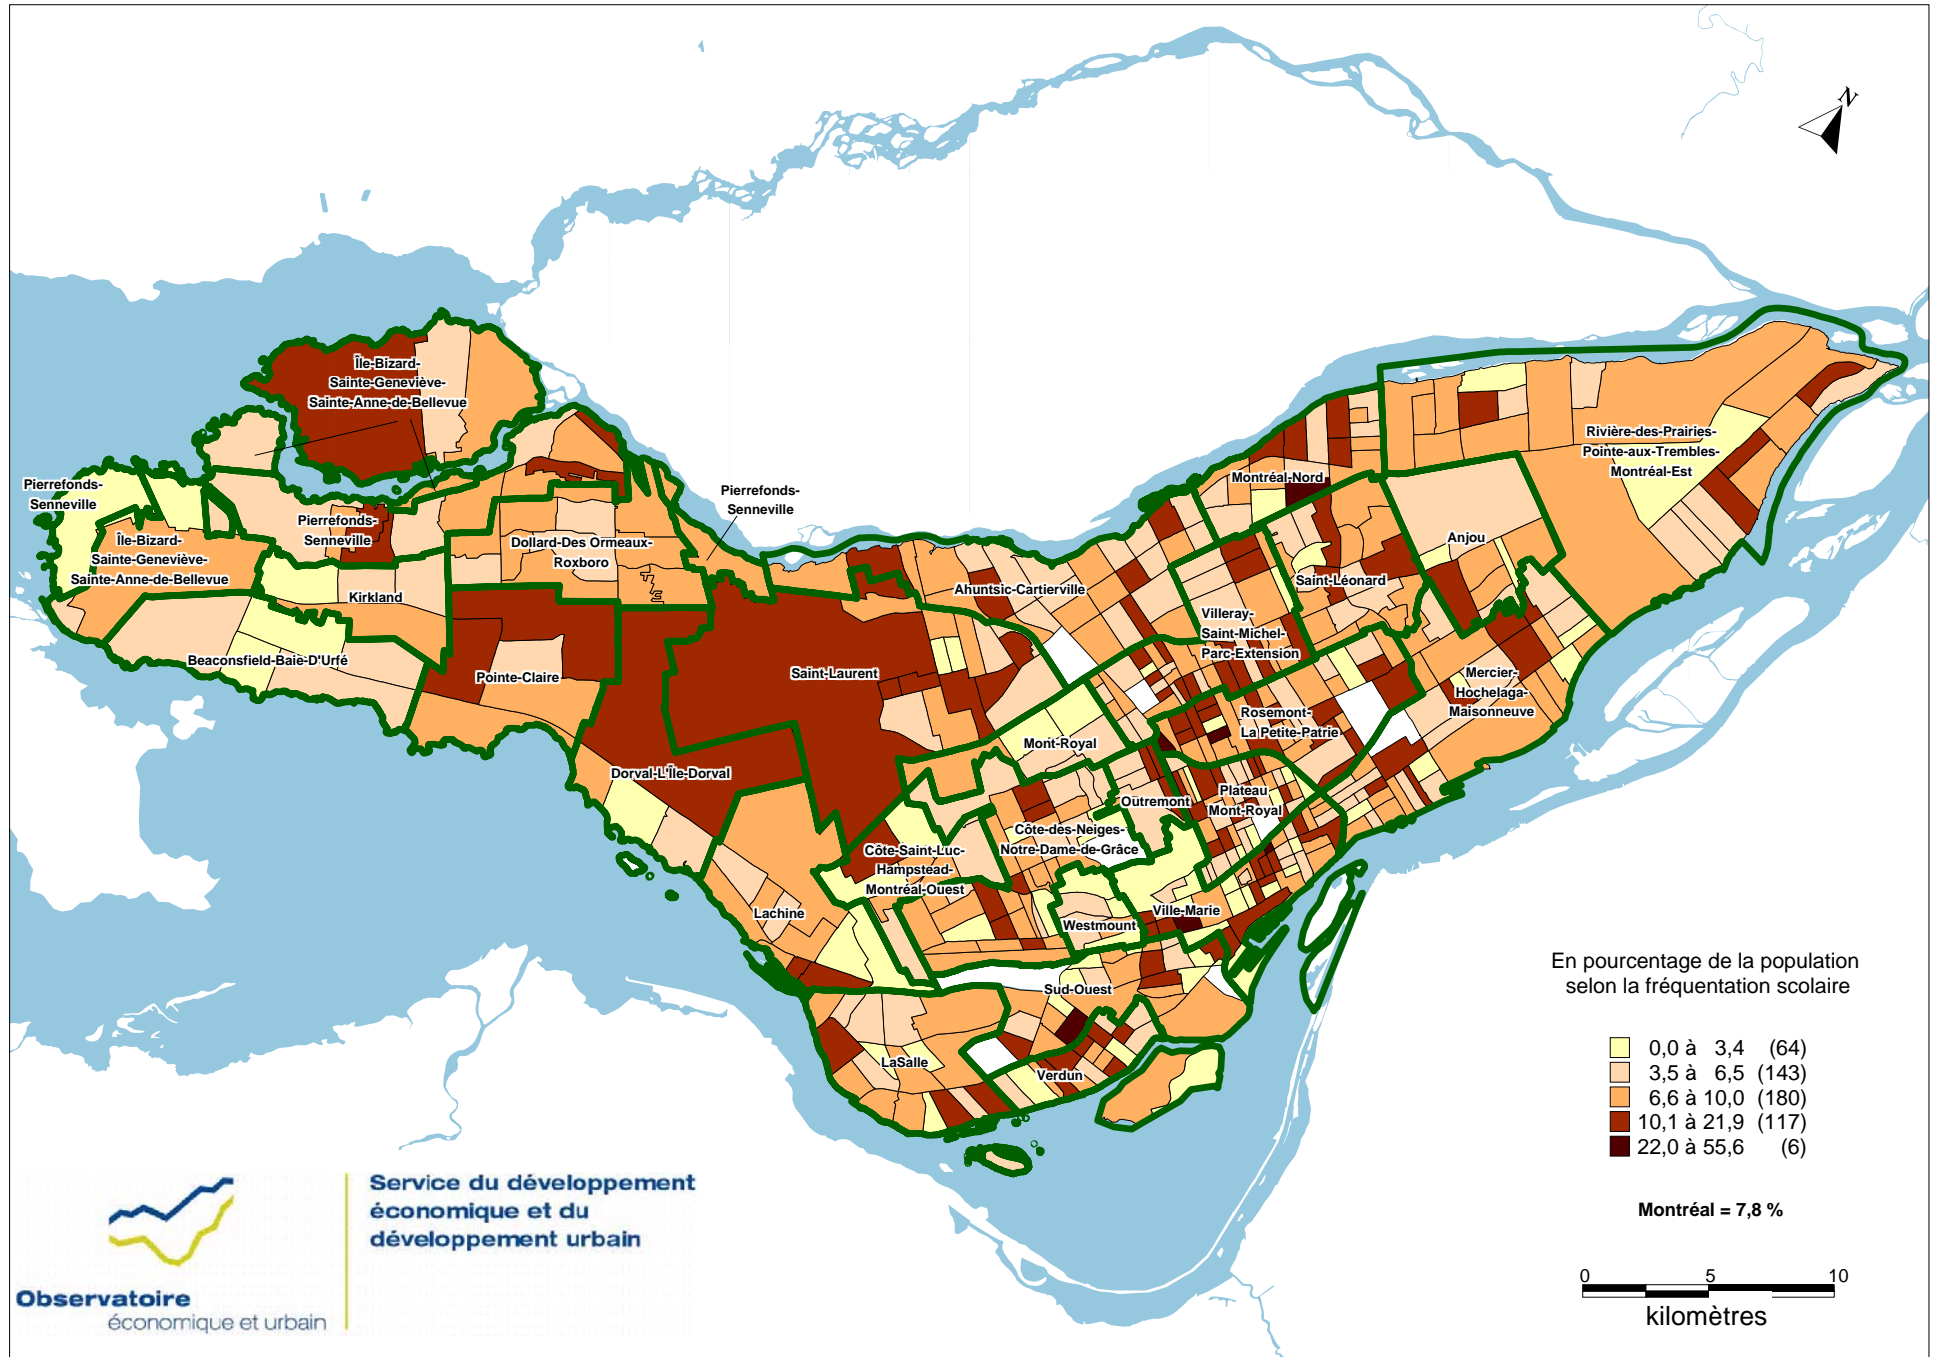 N
Île-Bizard-
Sainte-Geneviève-
Sainte-Anne-de-Bellevue
Pierrefonds-
Senneville
Île-Bizard-
Sainte-Geneviève-
Sainte-Anne-de-Bellevue
Pierrefonds-
Senneville
Dollard-Des Ormeaux-
Roxboro
Pierrefonds-
Senneville
Kirkland
Beaconsfield-Baie-D'Urfé
Pointe-Claire
Dorval-L'Île-Dorval
Saint-Laurent
Ahuntsic-Cartierville
Montréal-Nord
Rivière-des-Prairies-
Pointe-aux-Trembles-
Montréal-Est
Anjou
Saint-Léonard
Villeray-
Saint-Michel-
Parc-Extension
Mercier-
Hochelaga-
Maisonneuve
Rosemont-
La Petite-Patrie
Mont-Royal
Outremont
Plateau
Mont-Royal
Côte-des-Neiges-
Notre-Dame-de-Grâce
Côte-Saint-Luc-
Hampstead-
Montréal-Ouest
Lachine
Westmount
Ville-Marie
Sud-Ouest
LaSalle
Verdun
En pourcentage de la population
selon la fréquentation scolaire
0,0 à 3,4 (64)
3,5 à 6,5 (143)
6,6 à 10,0 (180)
10,1 à 21,9 (117)
22,0 à 55,6 (6)
Montréal = 7,8 %
0 5 10
kilomètres
Service du développement
économique et du
développement urbain
Observatoire
économique et urbain